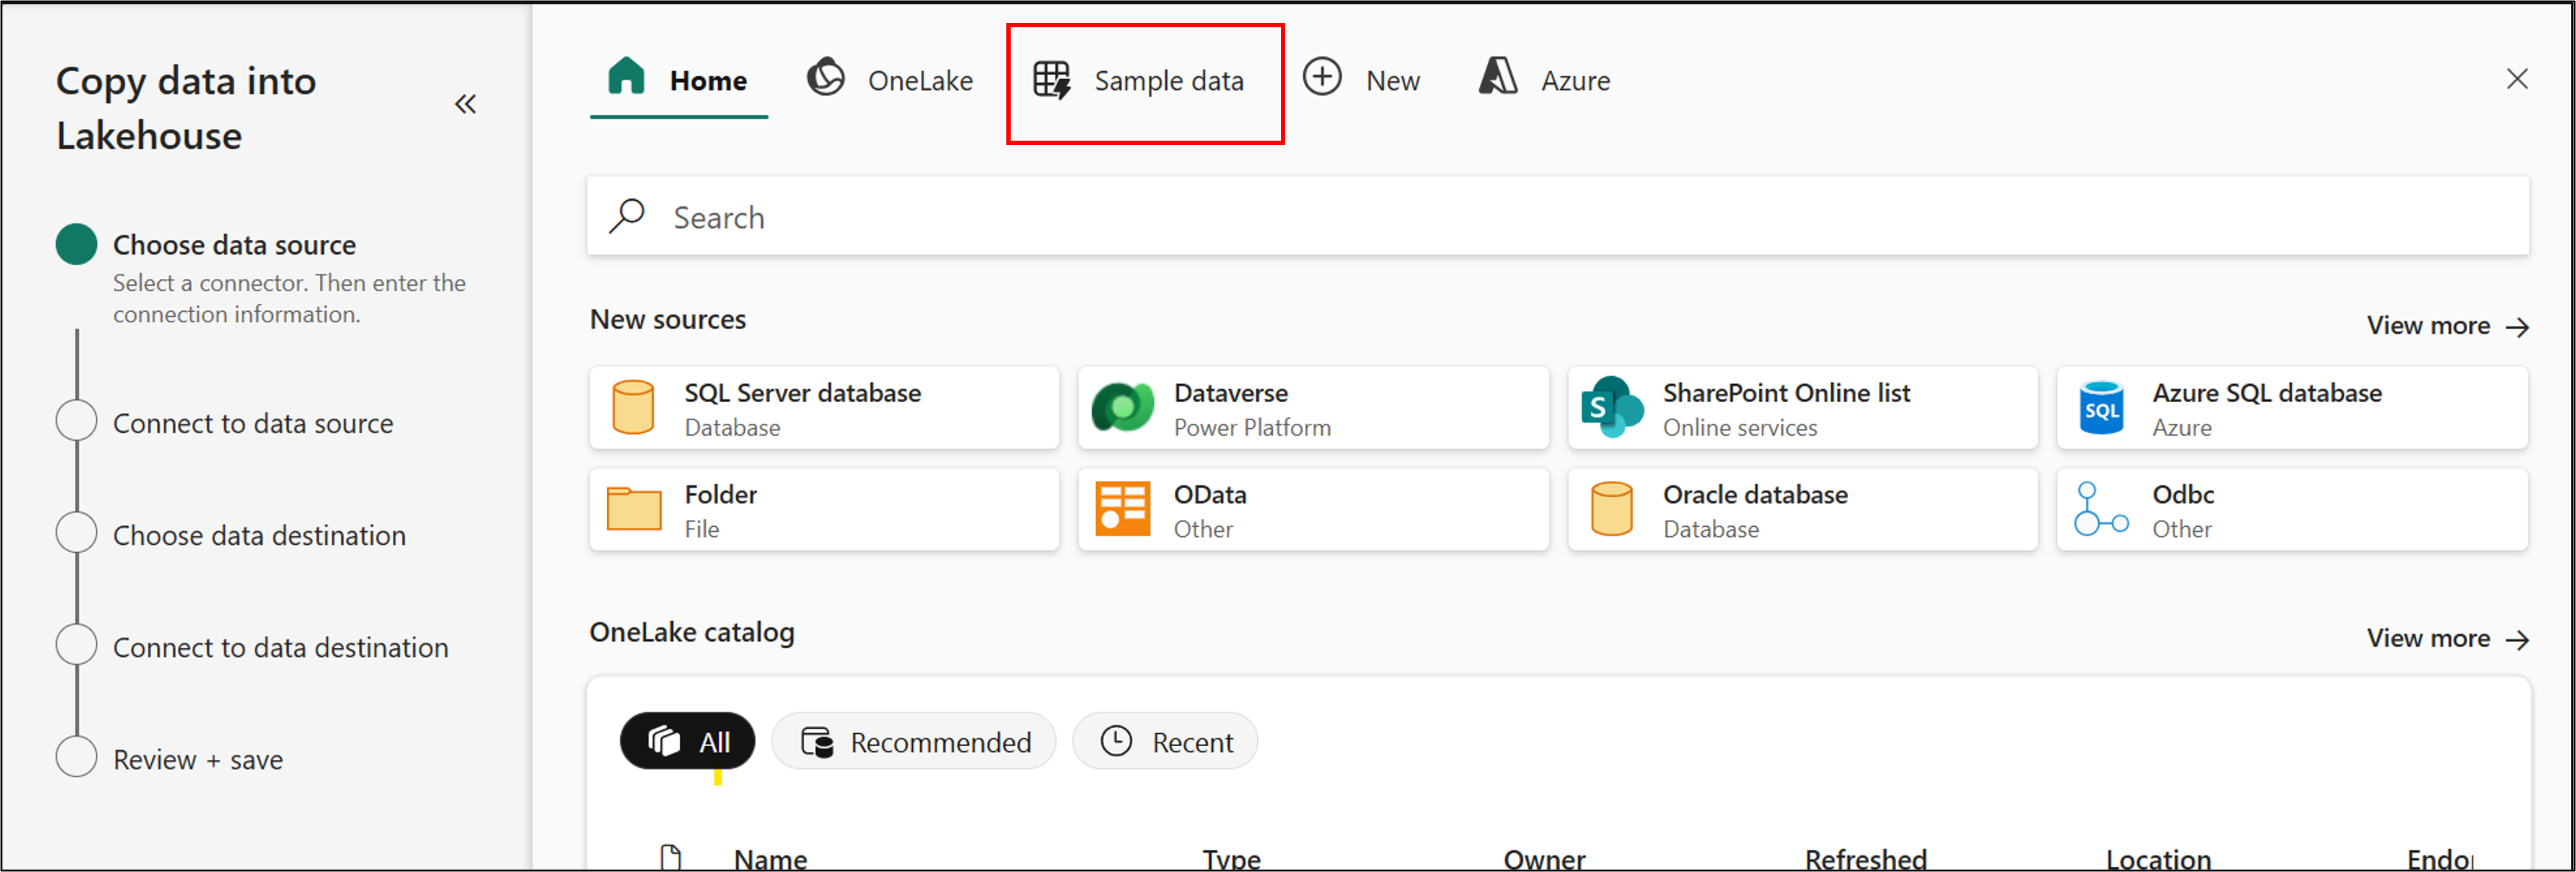 Copy data into
Lakehouse
Choose data source
Select a connector. Then enter the
connection information.
Connect to data source
Choose data destination
Connect to data destination
Review + save
Home
OneLake
Sample data
New
Azure
Search
New sources
View more
SQL Server database
Database
Dataverse
Power Platform
S
SharePoint Online list
Online services
SQL
Azure SQL database
Azure
Folder
File
OData
Other
Oracle database
Database
Odbc
Other
OneLake catalog
View more
All
Recommended
Recent
Name
Type
Owner
Refreshed
Location